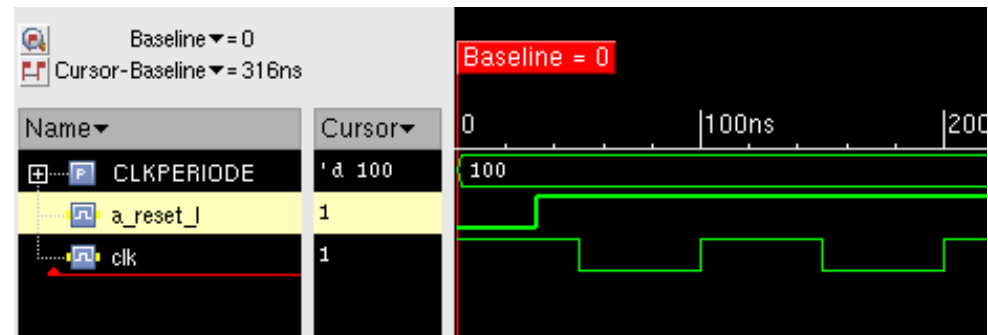 Baseline▾= 0
Cursor-Baseline▾= 316ns
Baseline = 0
Name▾ Cursor▾ 0 100ns 200
P CLKPERIODE 'd 100 100
a_reset_l 1
clk 1